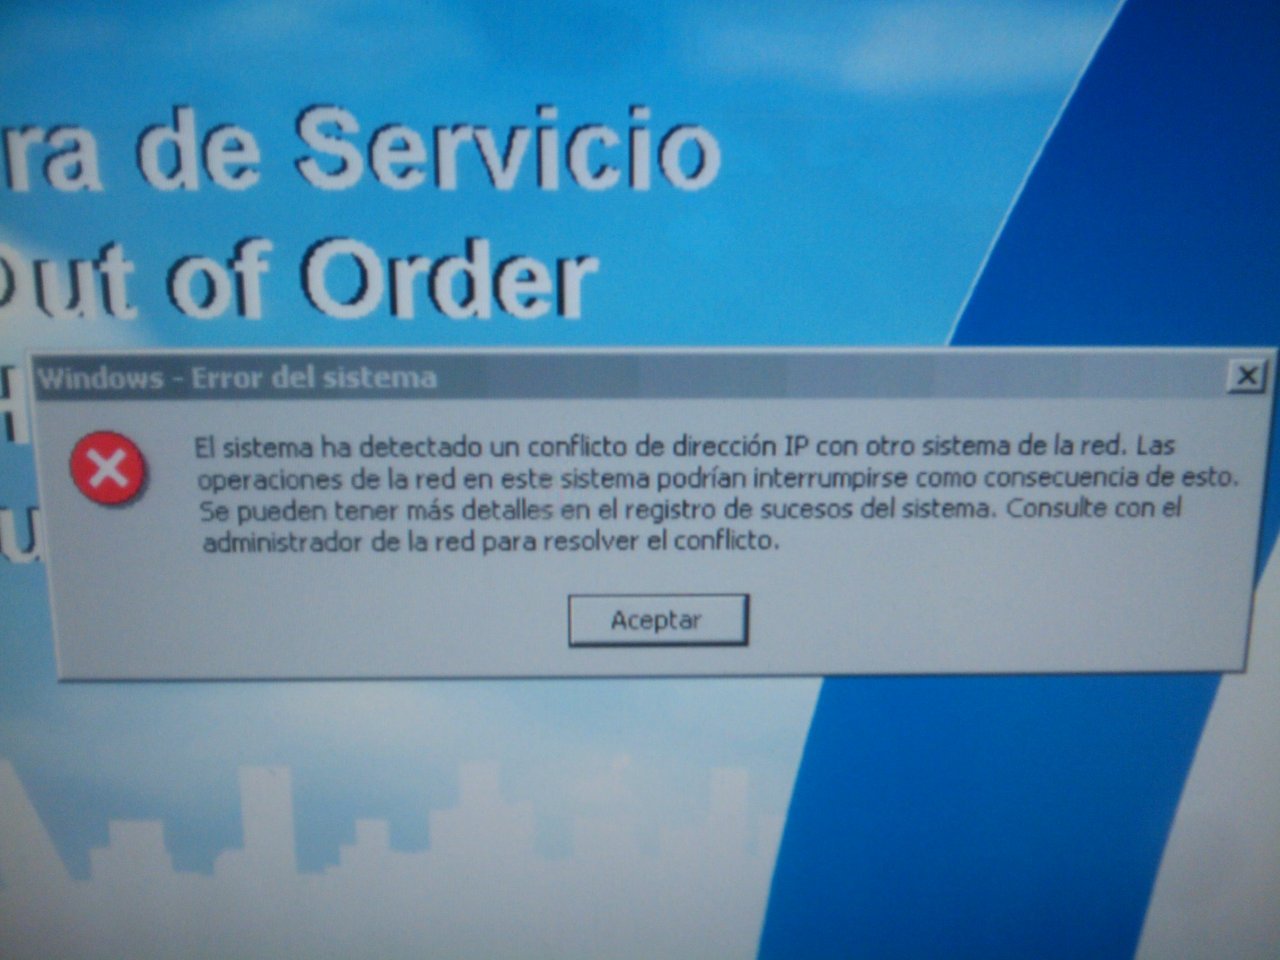 ra de Servicio
Out of Order
Windows - Error del sistema
El sistema ha detectado un conflicto de dirección IP con otro sistema de la red. Las
operaciones de la red en este sistema podrían interrumpirse como consecuencia de esto.
Se pueden tener más detalles en el registro de sucesos del sistema. Consulte con el
administrador de la red para resolver el conflicto.
Aceptar